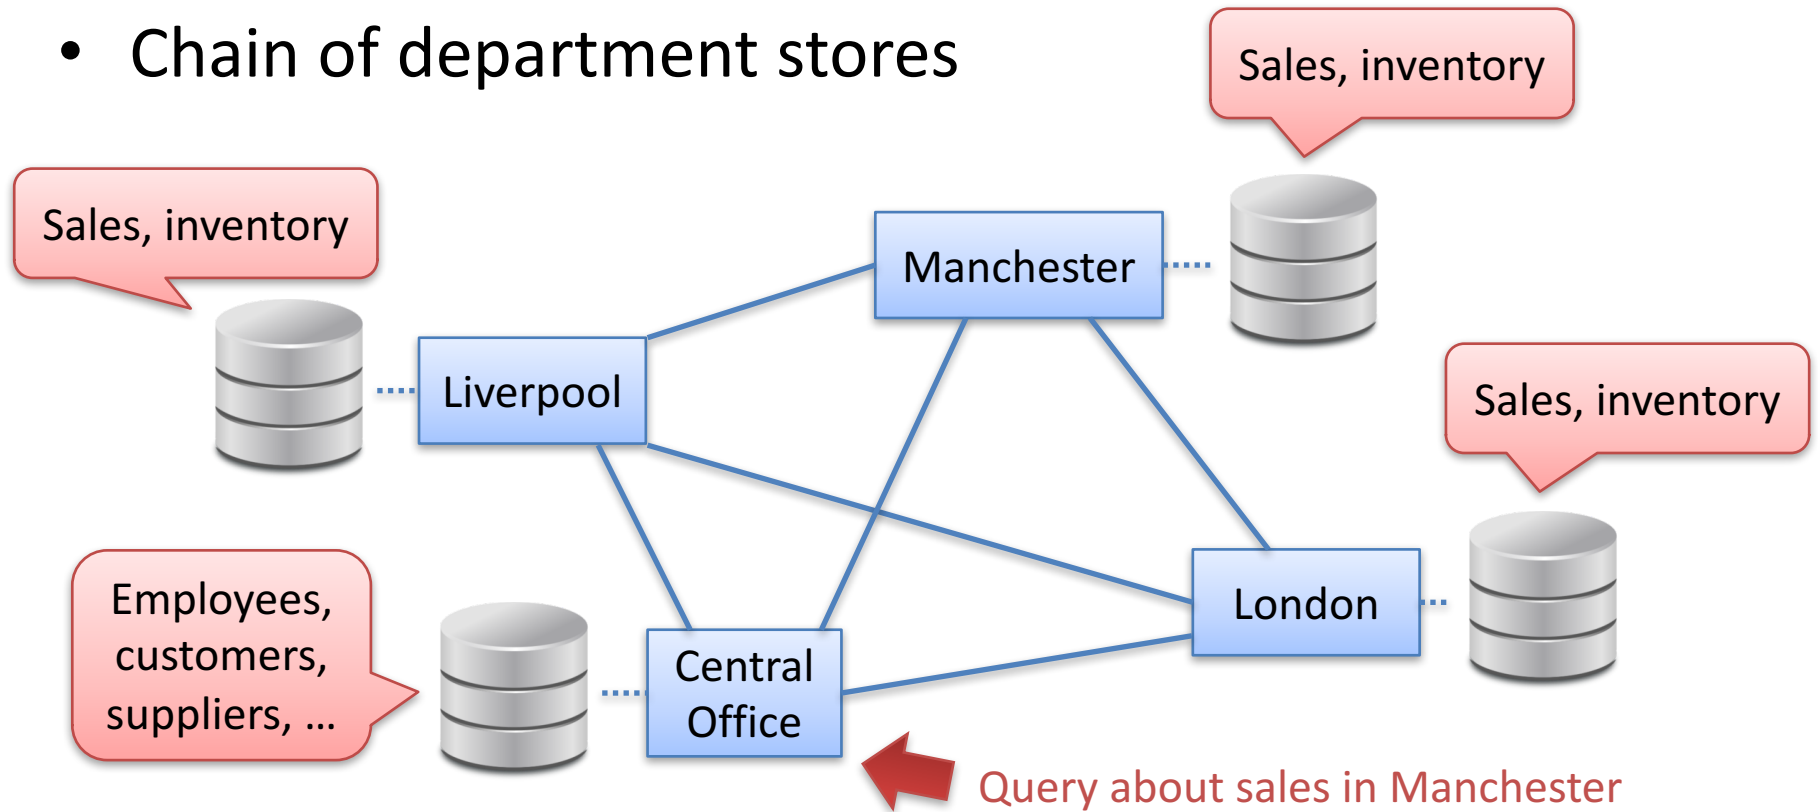 • Chain of department stores
Sales, inventory
Sales, inventory
Manchester
Liverpool
Sales, inventory
Employees,
customers,
suppliers, ...
Central
Office
London
Query about sales in Manchester